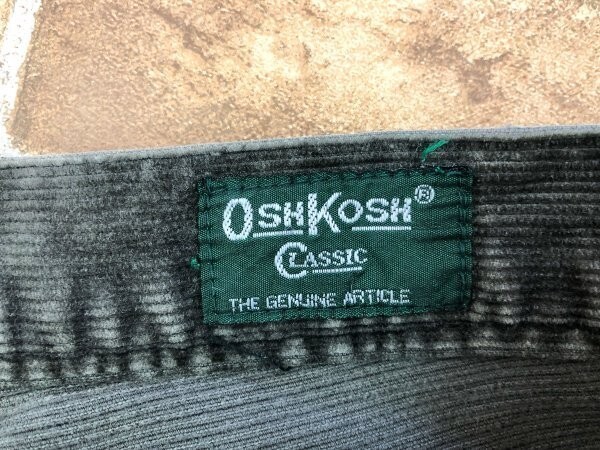 OSHKOSH®
CLASSIC
THE GENUINE ARTICLE